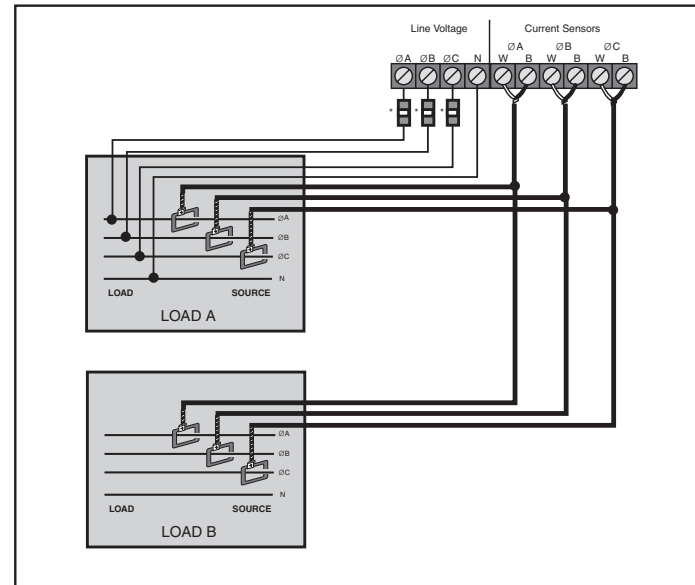 Line Voltage Current Sensors
ØA ØB ØC
ØA ØB ØC N W B W B W B
* * *
ØA
ØB
ØC
N
LOAD SOURCE
LOAD A
ØA
ØB
ØC
N
LOAD SOURCE
LOAD B